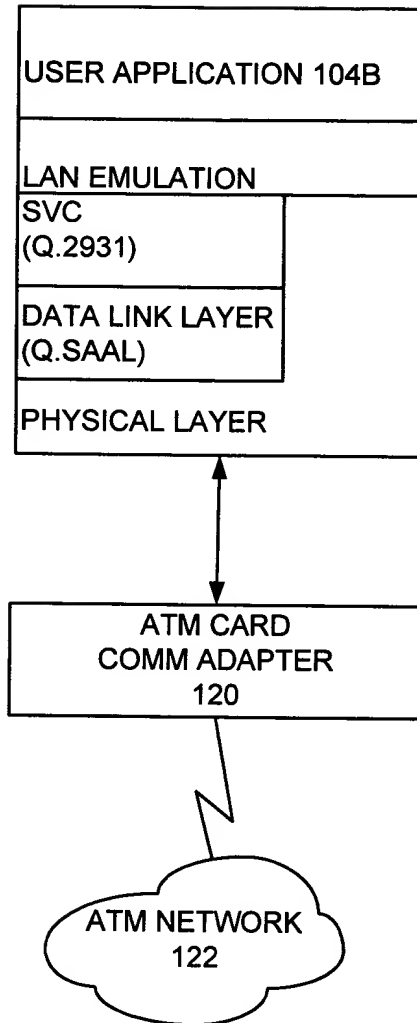 USER APPLICATION 104B
LAN EMULATION
SVC
(Q.2931)
DATA LINK LAYER
(Q.SAAL)
PHYSICAL LAYER
ATM CARD
COMM ADAPTER
120
ATM NETWORK
122